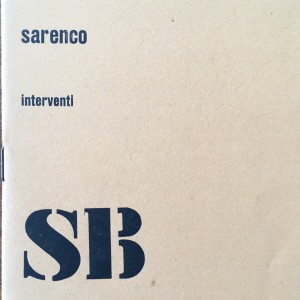 sarenco
interventi
SB